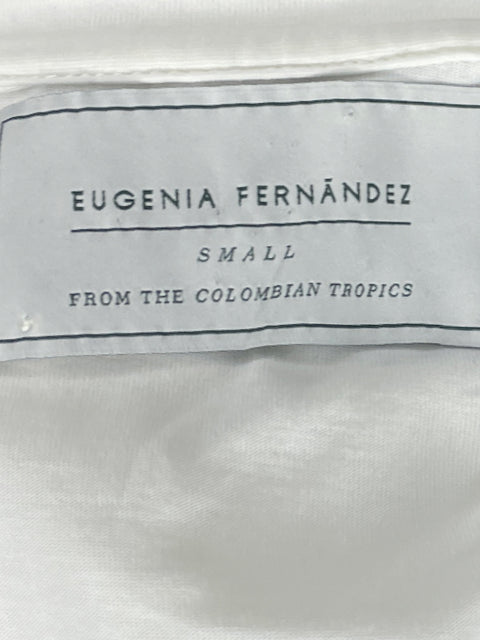 EUGENIA FERNÁNDEZ
SMALL
FROM THE COLOMBIAN TROPICS